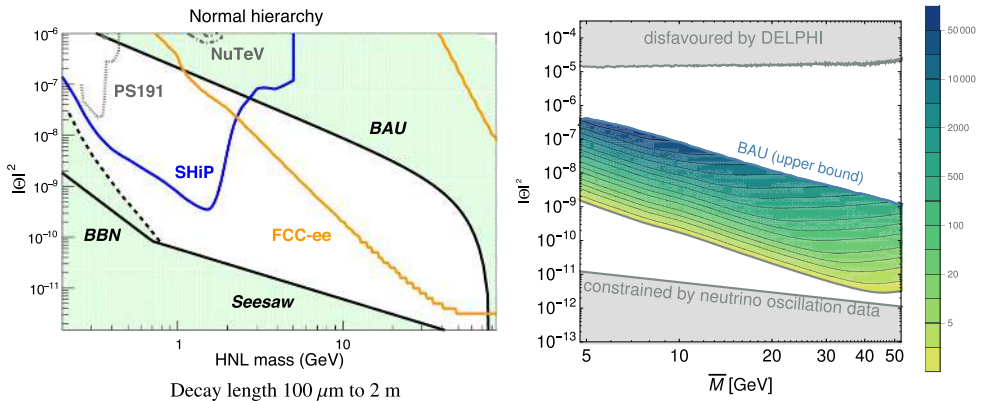 Normal hierarchy
10⁻⁶
10⁻⁷
10⁻⁸
10⁻⁹
10⁻¹⁰
10⁻¹¹
|Θ|²
NuTeV
PS191
BAU
SHiP
FCC-ee
BBN
Seesaw
1
10
HNL mass (GeV)
Decay length 100 μm to 2 m
10⁻⁴
10⁻⁵
10⁻⁶
10⁻⁷
10⁻⁸
10⁻⁹
10⁻¹⁰
10⁻¹¹
10⁻¹²
10⁻¹³
|Θ|²
disfavoured by DELPHI
BAU (upper bound)
constrained by neutrino oscillation data
5
10
20
30
40
50
M̅ [GeV]
50000
10000
2000
500
100
20
5